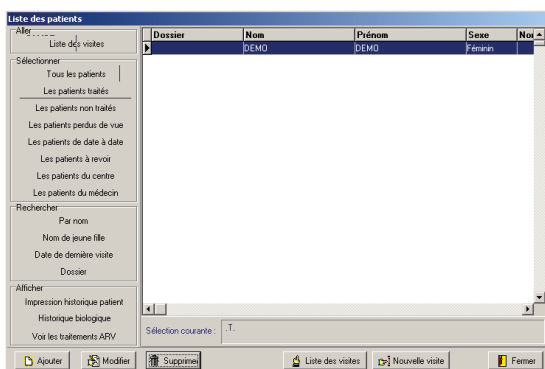 Liste des patients
Aller
Liste des visites
Sélectionner
Tous les patients
Les patients traités
Les patients non traités
Les patients perdus de vue
Les patients de date à date
Les patients à revoir
Les patients du centre
Les patients du médecin
Rechercher
Par nom
Nom de jeune fille
Date de dernière visite
Dossier
Afficher
Impression historique patient
Historique biologique
Voir les traitements ARV
Dossier Nom Prénom Sexe
DEMO DEMO Féminin
Sélection courante : .T.
Ajouter Modifier Supprimer Liste des visites Nouvelle visite Fermer